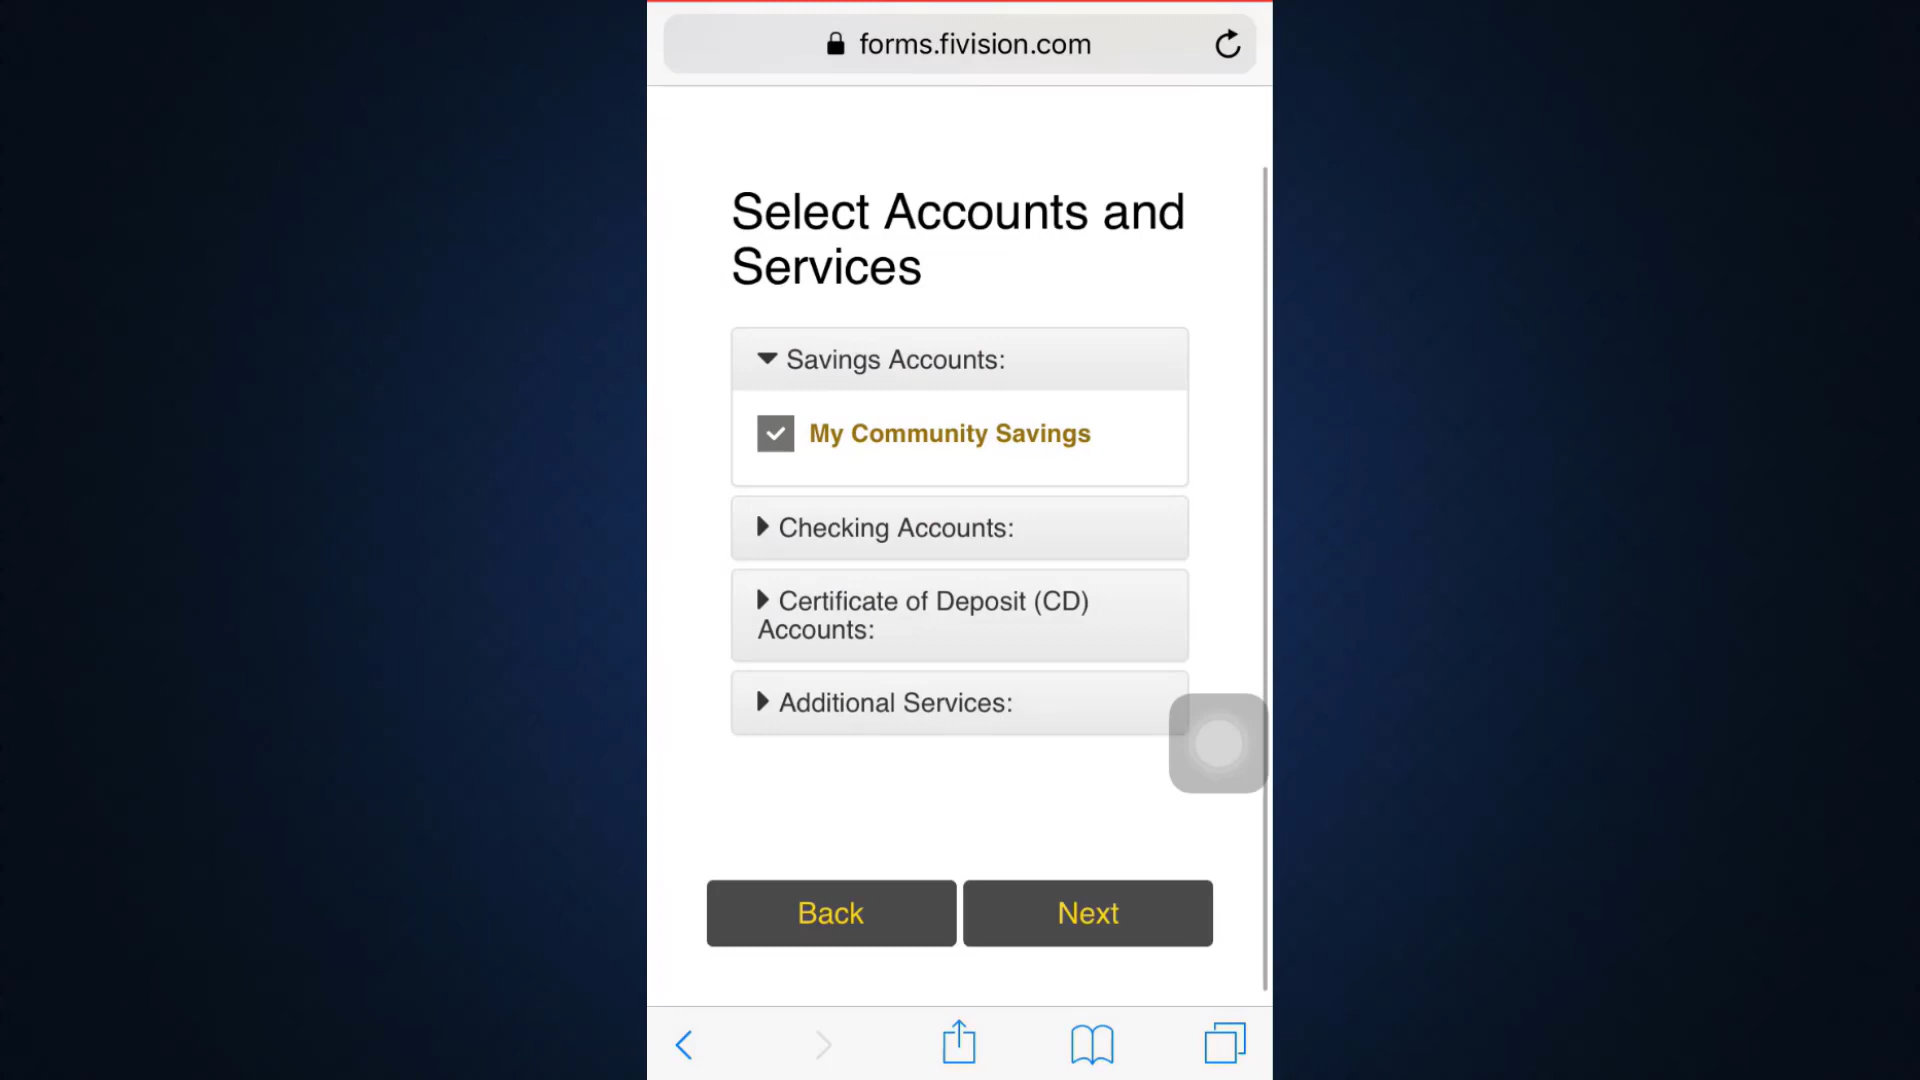 forms.fivision.com
Select Accounts and
Services
Savings Accounts:
My Community Savings
Checking Accounts:
Certificate of Deposit (CD)
Accounts:
Additional Services:
Back
Next